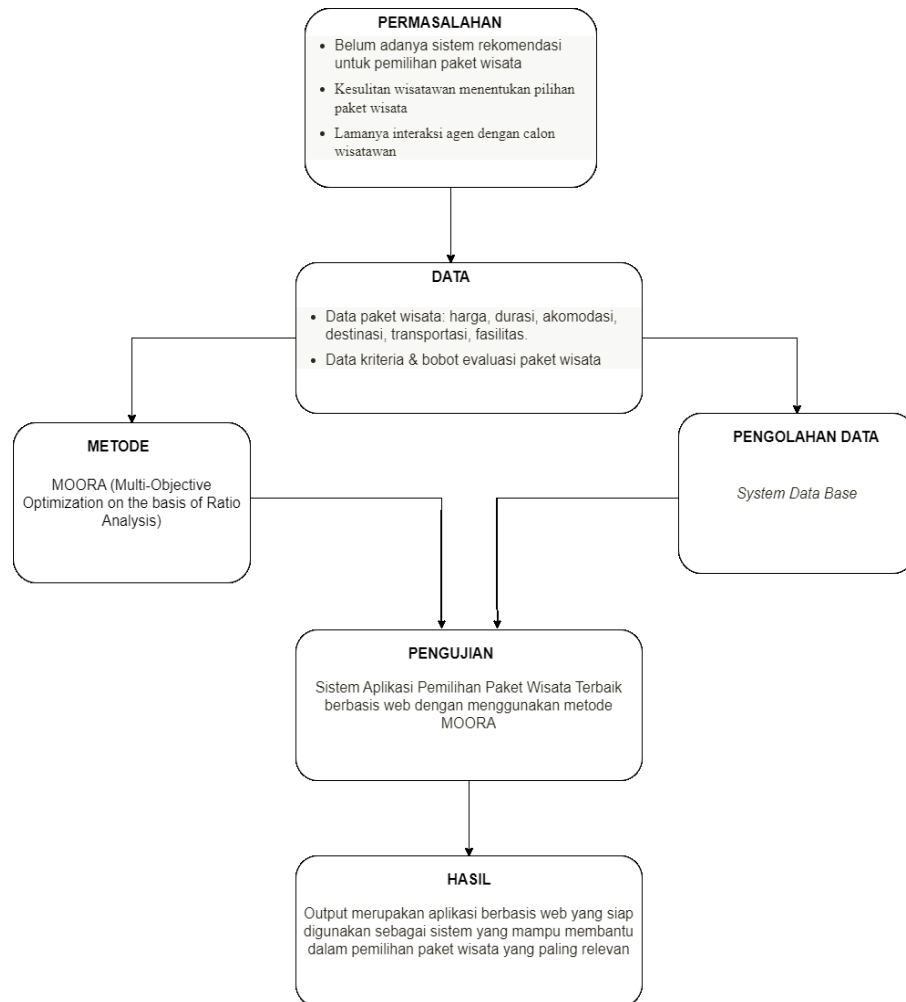 PERMASALAHAN
• Belum adanya sistem rekomendasi
untuk pemilihan paket wisata
• Kesulitan wisatawan menentukan pilihan
paket wisata
• Lamanya interaksi agen dengan calon
wisatawan
DATA
• Data paket wisata: harga, durasi, akomodasi,
destinasi, transportasi, fasilitas.
• Data kriteria & bobot evaluasi paket wisata
METODE
MOORA (Multi-Objective
Optimization on the basis of Ratio
Analysis)
PENGOLAHAN DATA
System Data Base
PENGUJIAN
Sistem Aplikasi Pemilihan Paket Wisata Terbaik
berbasis web dengan menggunakan metode
MOORA
HASIL
Output merupakan aplikasi berbasis web yang siap
digunakan sebagai sistem yang mampu membantu
dalam pemilihan paket wisata yang paling relevan